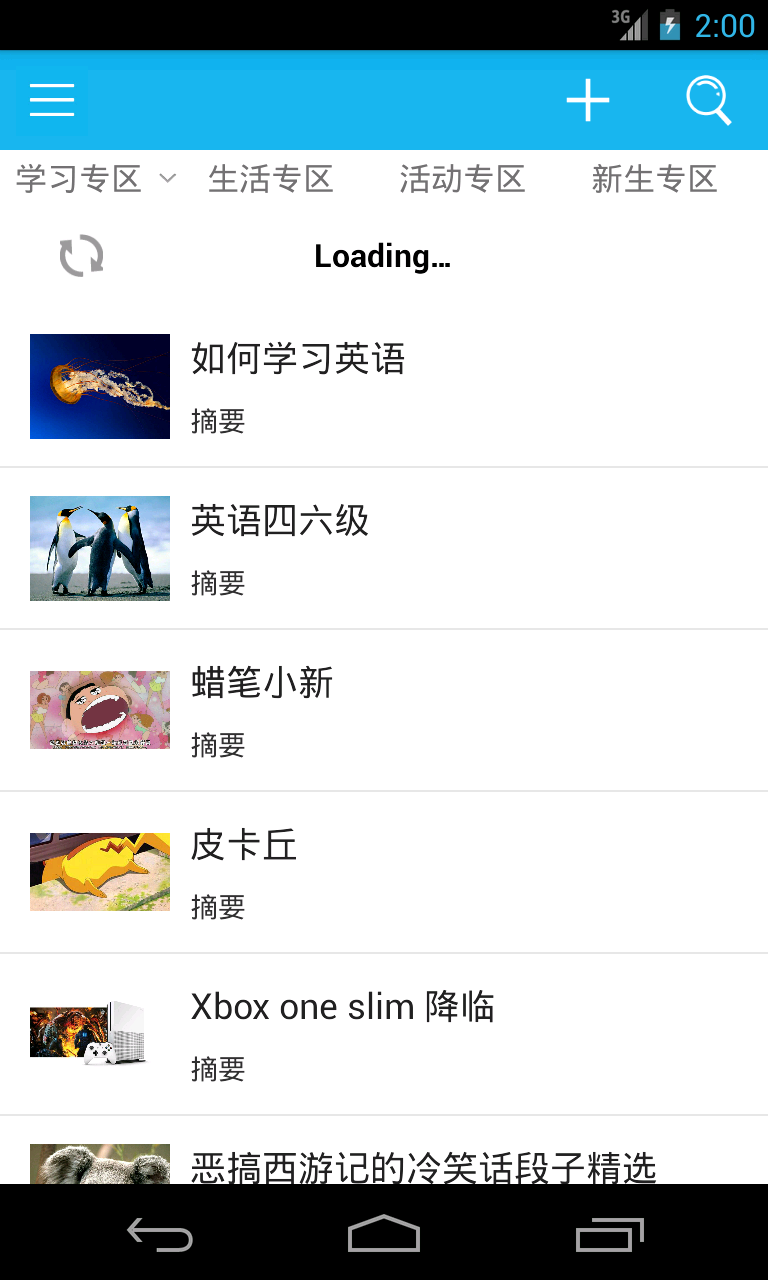 3G 2:00
学习专区 生活专区 活动专区 新生专区
Loading...
如何学习英语
摘要
英语四六级
摘要
蜡笔小新
摘要
皮卡丘
摘要
Xbox one slim 降临
摘要
恶搞西游记的冷笑话段子精选